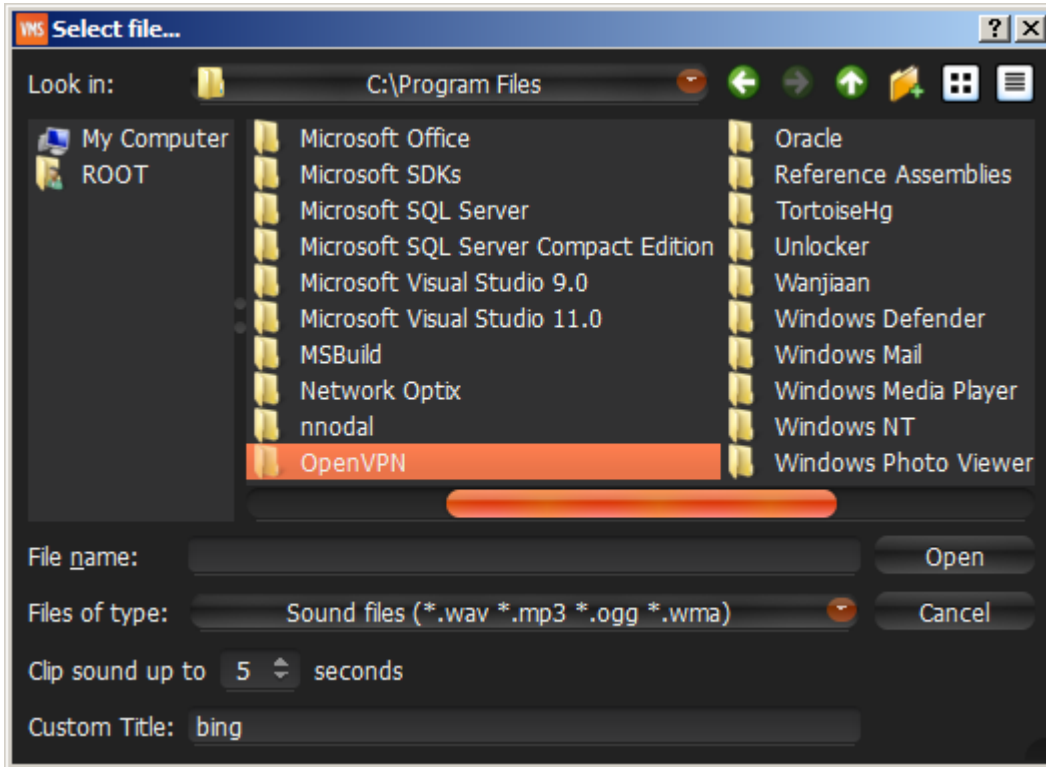 VMS Select file...
Look in: C:\Program Files
My Computer
ROOT
Microsoft Office
Microsoft SDKs
Microsoft SQL Server
Microsoft SQL Server Compact Edition
Microsoft Visual Studio 9.0
Microsoft Visual Studio 11.0
MSBuild
Network Optix
nnodal
OpenVPN
Oracle
Reference Assemblies
TortoiseHg
Unlocker
Wanjiaan
Windows Defender
Windows Mail
Windows Media Player
Windows NT
Windows Photo Viewer
File name: Open
Files of type: Sound files (*.wav *.mp3 *.ogg *.wma) Cancel
Clip sound up to 5 seconds
Custom Title: bing